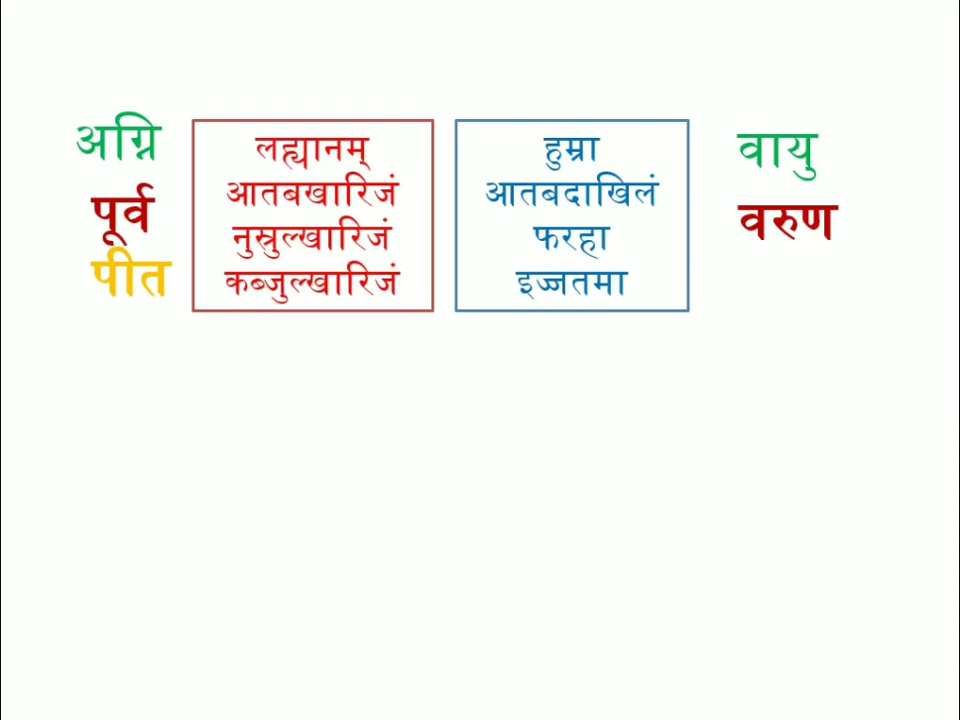 अग्नि
पूर्व
पीत
लह्यानम्
आतबखारिजं
नुस्रुल्खारिजं
कब्जुल्खारिजं
हुम्रा
आतबदाखिलं
फरहा
इज्जतमा
वायु
वरुण